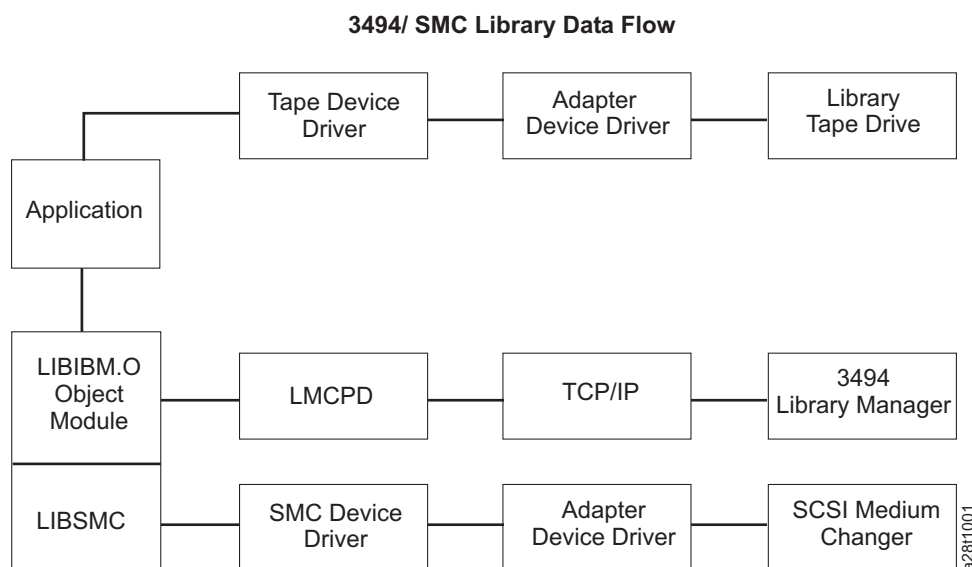 3494/ SMC Library Data Flow
Tape Device
Driver
Adapter
Device Driver
Library
Tape Drive
Application
LIBIBM.O
Object
Module
LMCPD
TCP/IP
3494
Library Manager
LIBSMC
SMC Device
Driver
Adapter
Device Driver
SCSI Medium
Changer